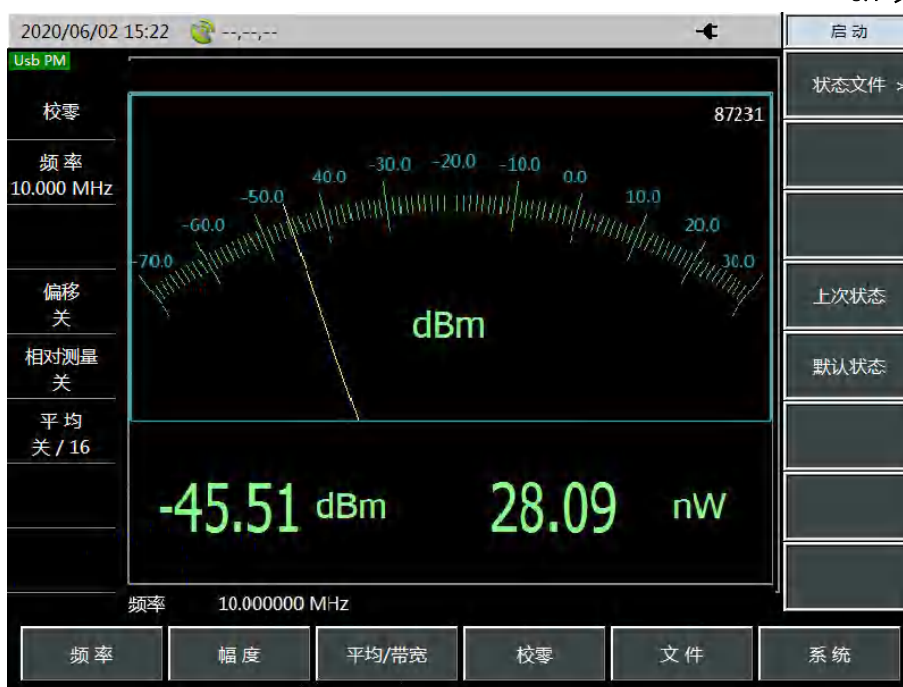 2020/06/02 15:22 --,--,--
启动
Usb PM
状态文件 >
校零
87231
频率
10.000 MHz
-70.0 -60.0 -50.0 40.0 -30.0 -20.0 -10.0 0.0 10.0 20.0 30.0
偏移
关
上次状态
dBm
相对测量
关
默认状态
平均
关 / 16
-45.51 dBm 28.09 nW
频率 10.000000 MHz
频率 幅度 平均/带宽 校零 文件 系统